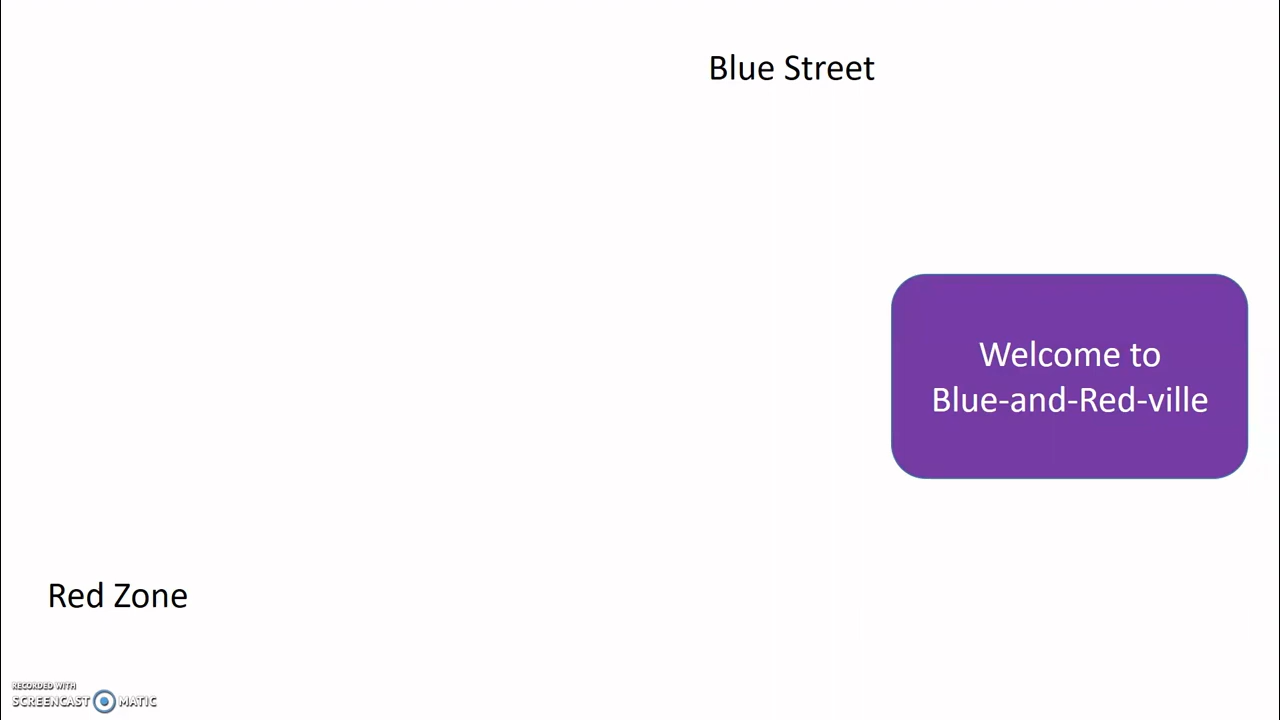 Blue Street
Welcome to
Blue-and-Red-ville
Red Zone
RECORDED WITH
SCREENCAST MATIC